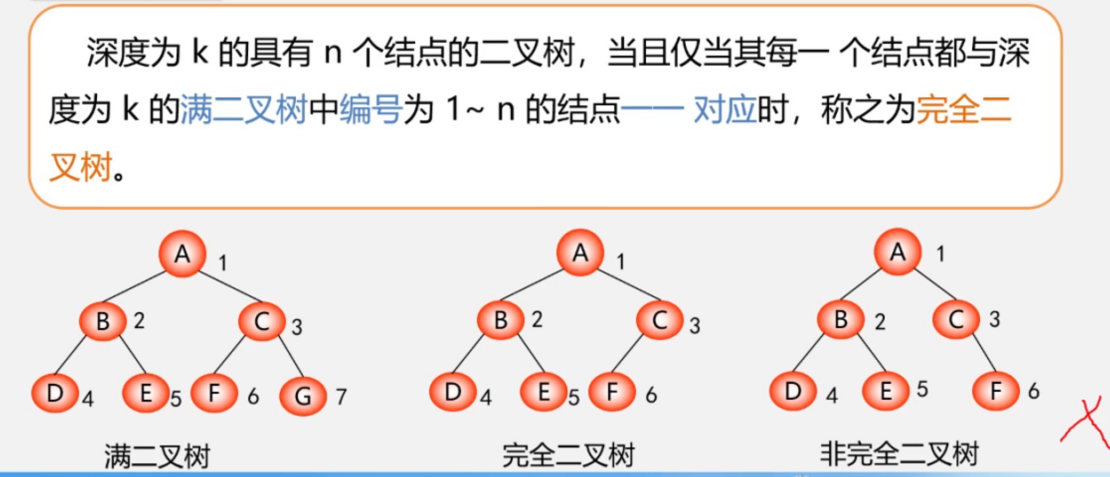 深度为 k 的具有 n 个结点的二叉树，当且仅当其每一 个结点都与深
度为 k 的满二叉树中编号为 1~ n 的结点一一 对应时，称之为完全二
叉树。
A 1
B 2 C 3
D 4 E 5 F 6 G 7
满二叉树
A 1
B 2 C 3
D 4 E 5 F 6
完全二叉树
A 1
B 2 C 3
D 4 E 5 F 6
非完全二叉树